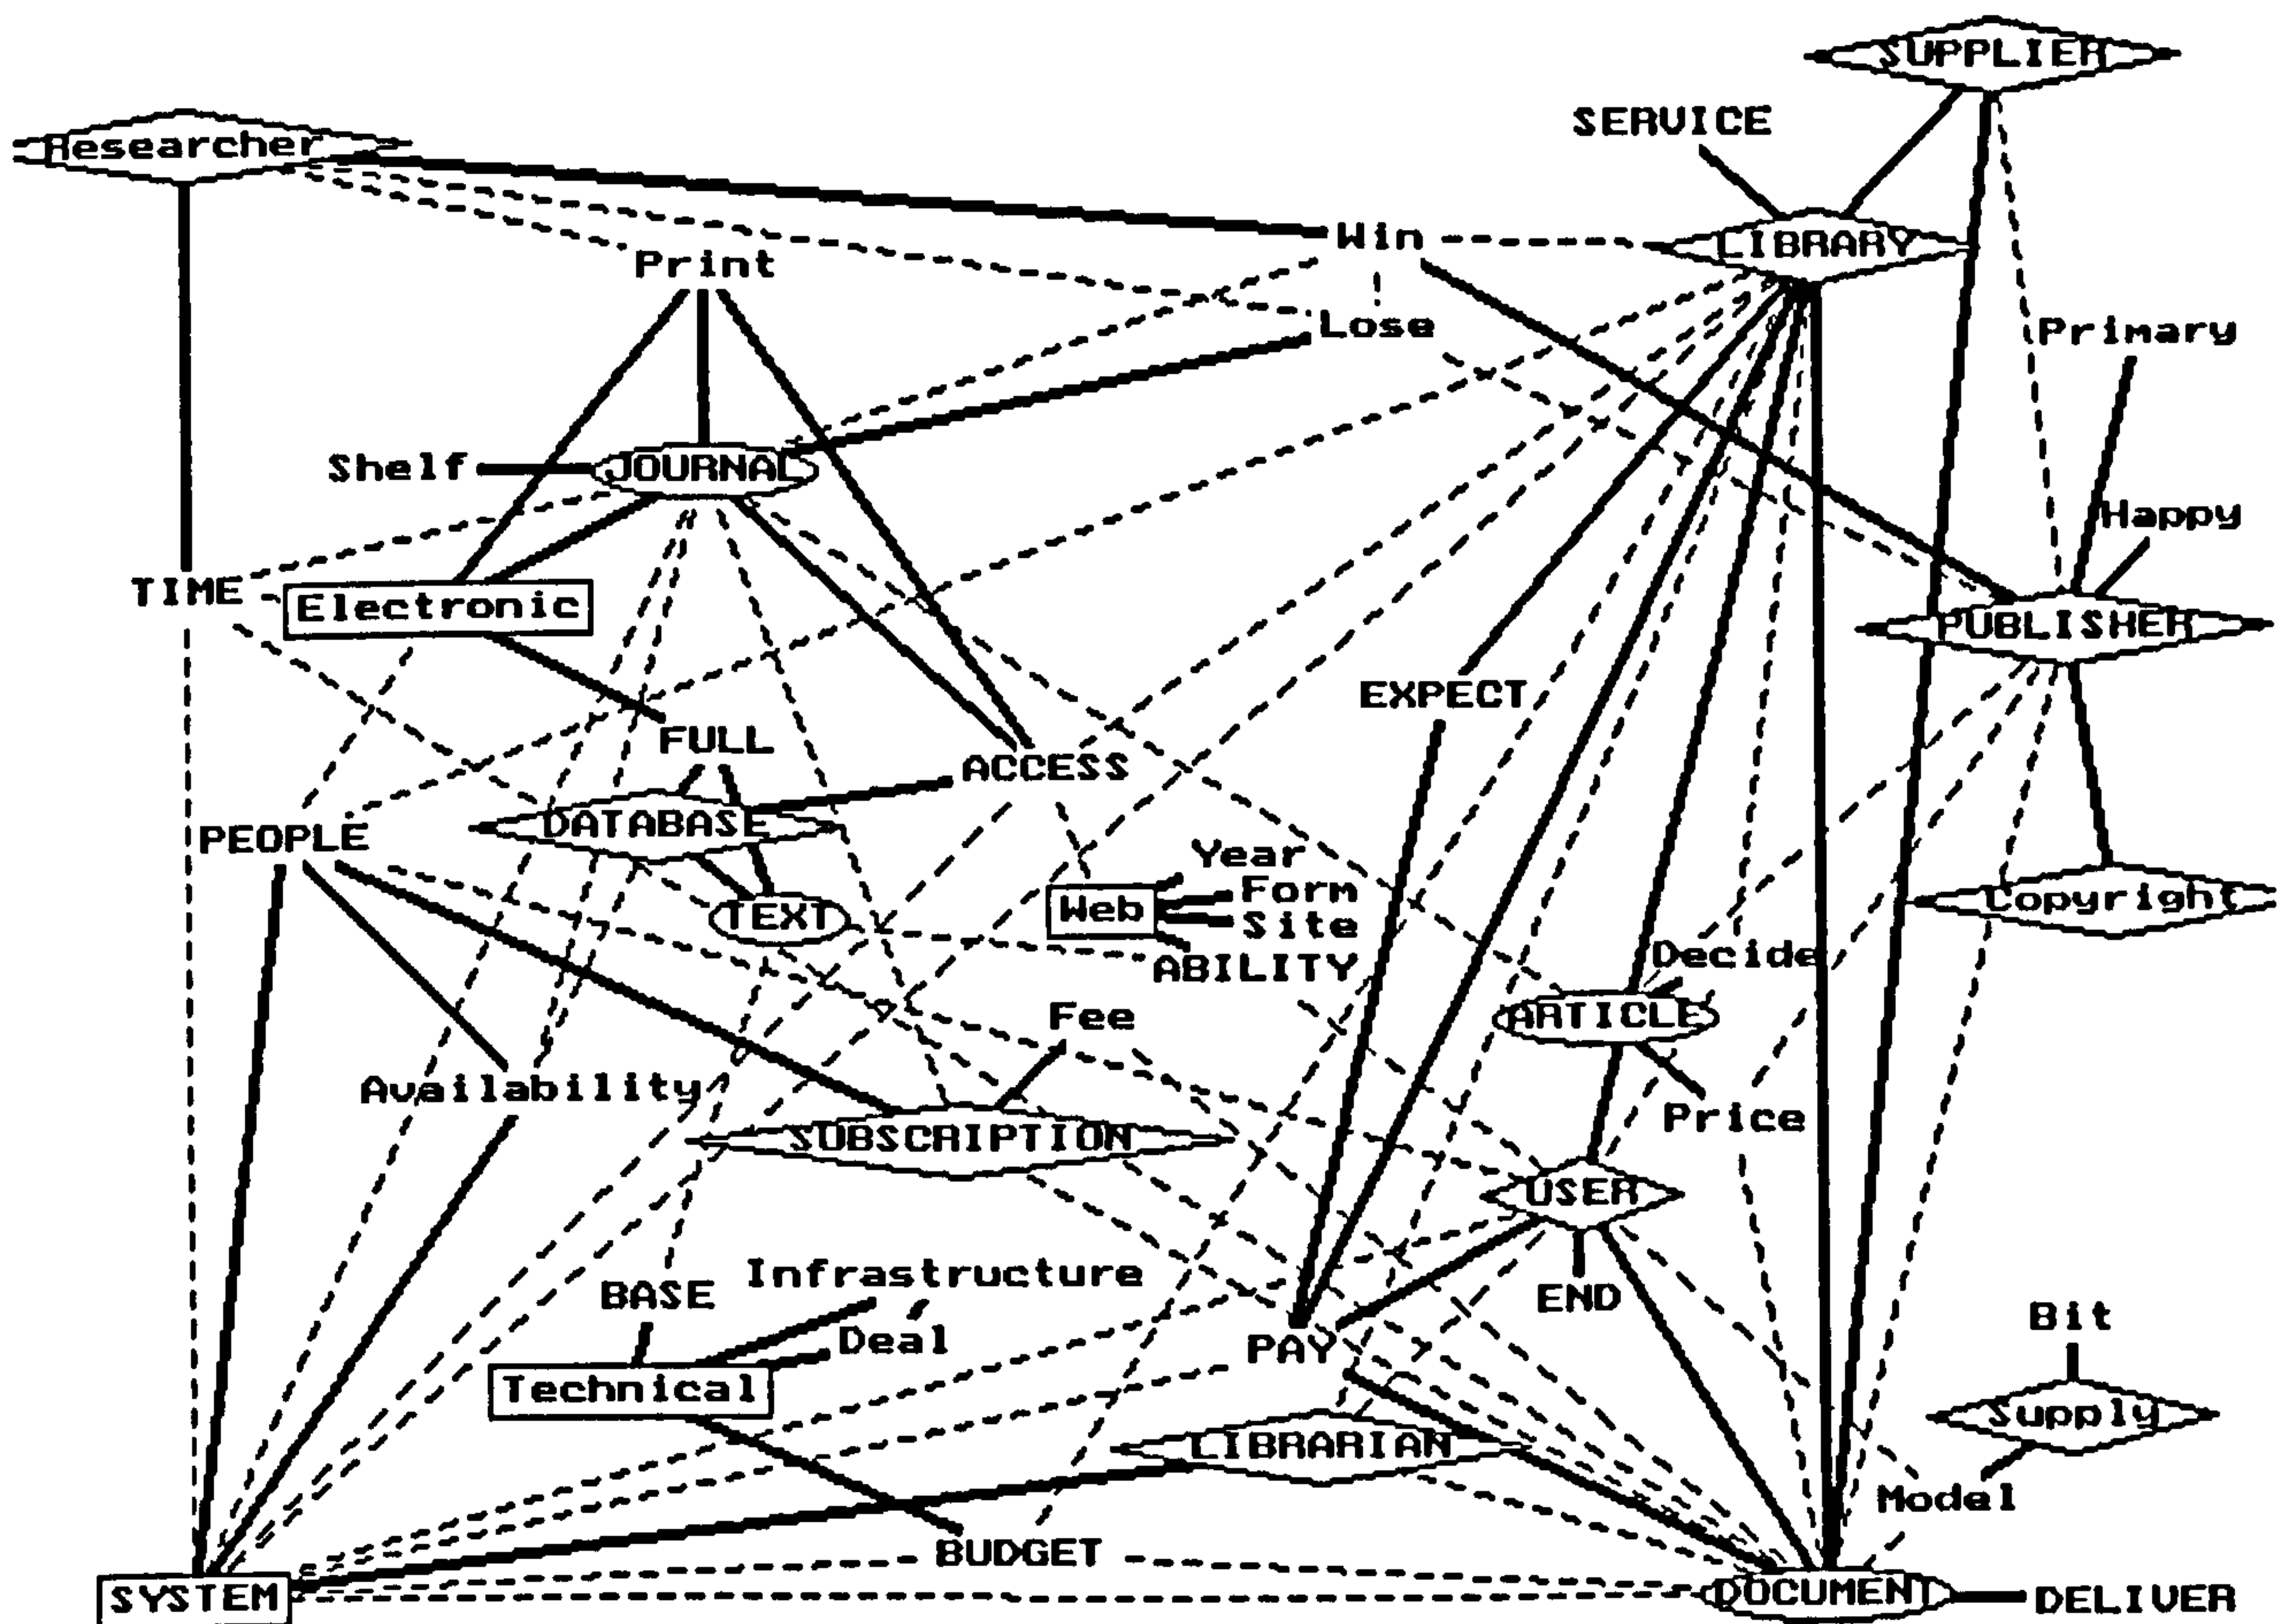 SUPPLIER
SERVICE
Researcher
Win
LIBRARY
Print
Lose
Primary
Shelf
JOURNAL
Happy
TIME
Electronic
PUBLISHER
EXPECT
FULL
ACCESS
DATABASE
PEOPLE
Year
Form
TEXT
Web
Site
Copyright
Decide
ABILITY
Fee
ARTICLE
Availability
Price
SUBSCRIPTION
USER
Infrastructure
BASE
END
Bit
Deal
PAY
Technical
Supply
LIBRARIAN
Model
BUDGET
SYSTEM
DOCUMENT
DELIVER